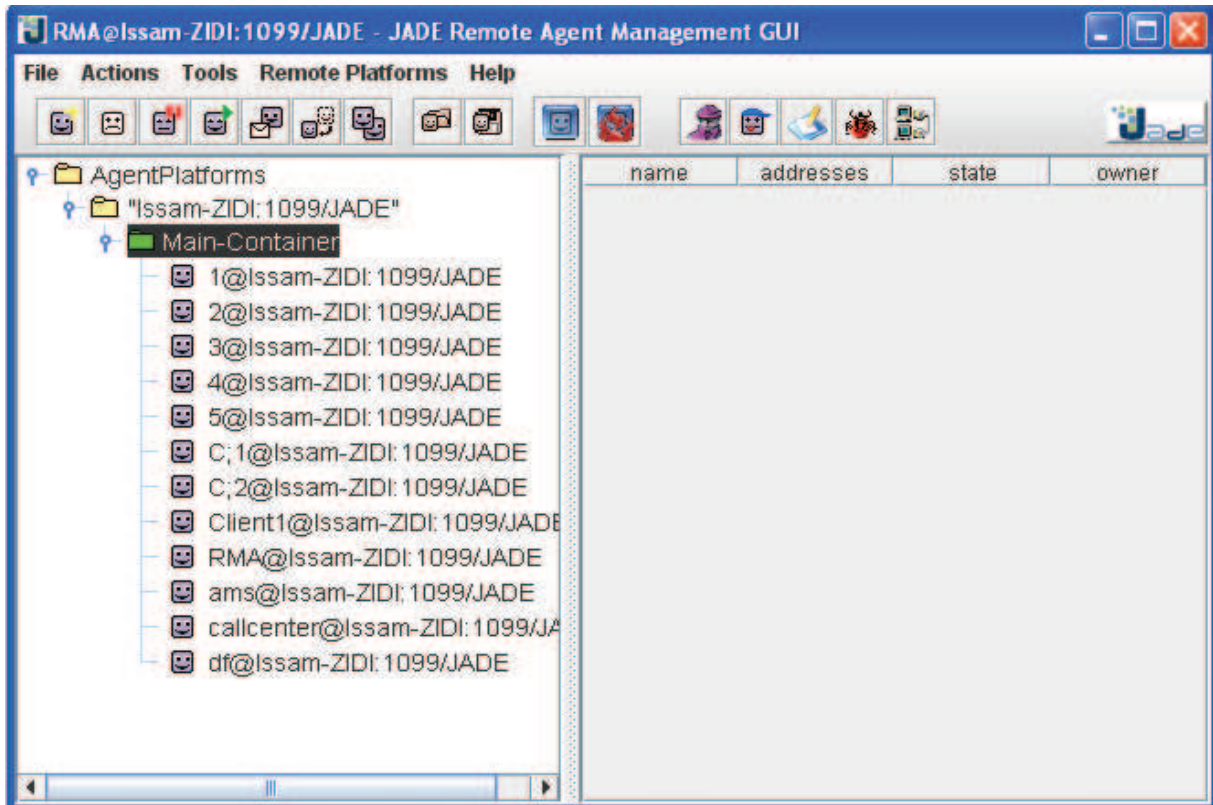 RMA@Issam-ZIDI:1099/JADE - JADE Remote Agent Management GUI
File Actions Tools Remote Platforms Help
Jade
name addresses state owner
AgentPlatforms
"Issam-ZIDI:1099/JADE"
Main-Container
1@Issam-ZIDI:1099/JADE
2@Issam-ZIDI:1099/JADE
3@Issam-ZIDI:1099/JADE
4@Issam-ZIDI:1099/JADE
5@Issam-ZIDI:1099/JADE
C;1@Issam-ZIDI:1099/JADE
C;2@Issam-ZIDI:1099/JADE
Client1@Issam-ZIDI:1099/JADE
RMA@Issam-ZIDI:1099/JADE
ams@Issam-ZIDI:1099/JADE
callcenter@Issam-ZIDI:1099/JA
df@Issam-ZIDI:1099/JADE